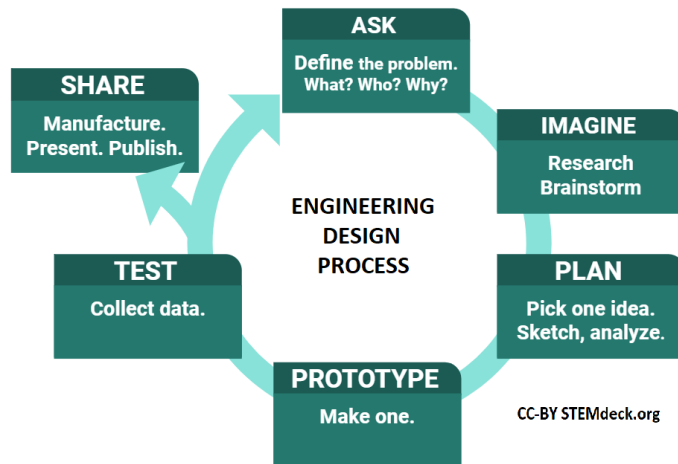 ASK
Define the problem.
What? Who? Why?
IMAGINE
Research
Brainstorm
PLAN
Pick one idea.
Sketch, analyze.
PROTOTYPE
Make one.
TEST
Collect data.
SHARE
Manufacture.
Present. Publish.
ENGINEERING
DESIGN
PROCESS
CC-BY STEMdeck.org